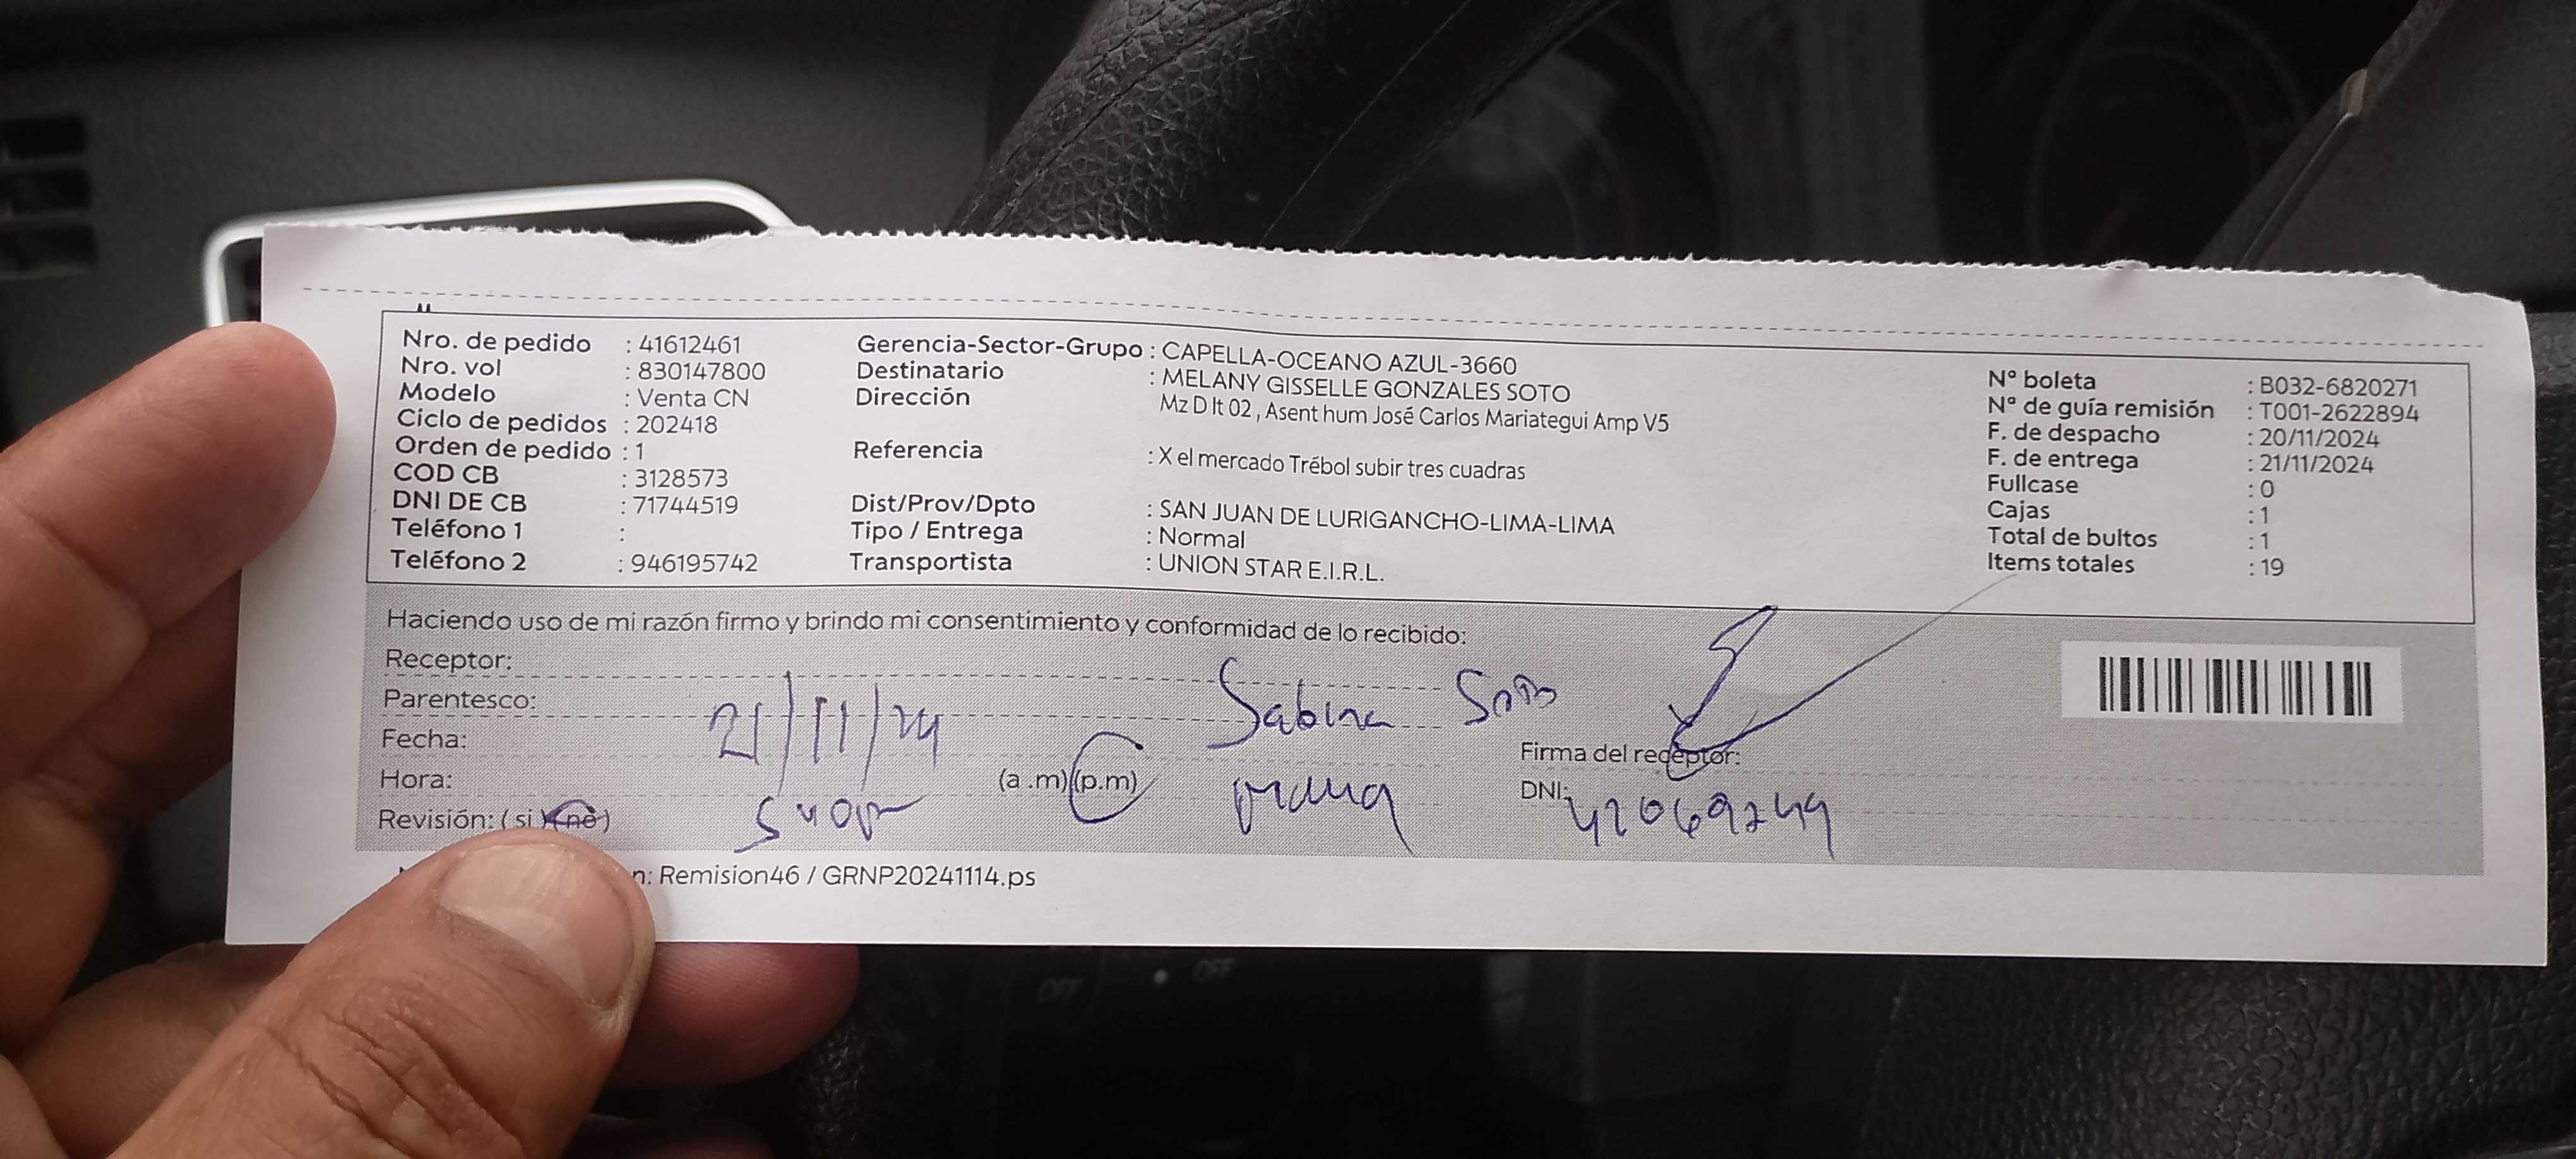 Nro. de pedido : 41612461
Nro. vol : 830147800
Modelo : Venta CN
Ciclo de pedidos : 202418
Orden de pedido : 1
COD CB : 3128573
DNI DE CB : 71744519
Teléfono 1 :
Teléfono 2 : 946195742
Gerencia-Sector-Grupo : CAPELLA-OCEANO AZUL-3660
Destinatario : MELANY GISSELLE GONZALES SOTO
Dirección Mz D lt 02 , Asent hum José Carlos Mariategui Amp V5
Referencia : X el mercado Trébol subir tres cuadras
Dist/Prov/Dpto : SAN JUAN DE LURIGANCHO-LIMA-LIMA
Tipo / Entrega : Normal
Transportista : UNION STAR E.I.R.L.
N° boleta : B032-6820271
N° de guía remisión : T001-2622894
F. de despacho : 20/11/2024
F. de entrega : 21/11/2024
Fullcase : 0
Cajas : 1
Total de bultos : 1
Items totales : 19
Haciendo uso de mi razón firmo y brindo mi consentimiento y conformidad de lo recibido:
Receptor:
Parentesco:
Fecha: 21/11/24
Hora: (a .m)(p.m)
Revisión: ( si ) (no)
Sabina Soto
Firma del receptor:
DNI: 42069249
n: Remision46 / GRNP20241114.ps
OFF OFF